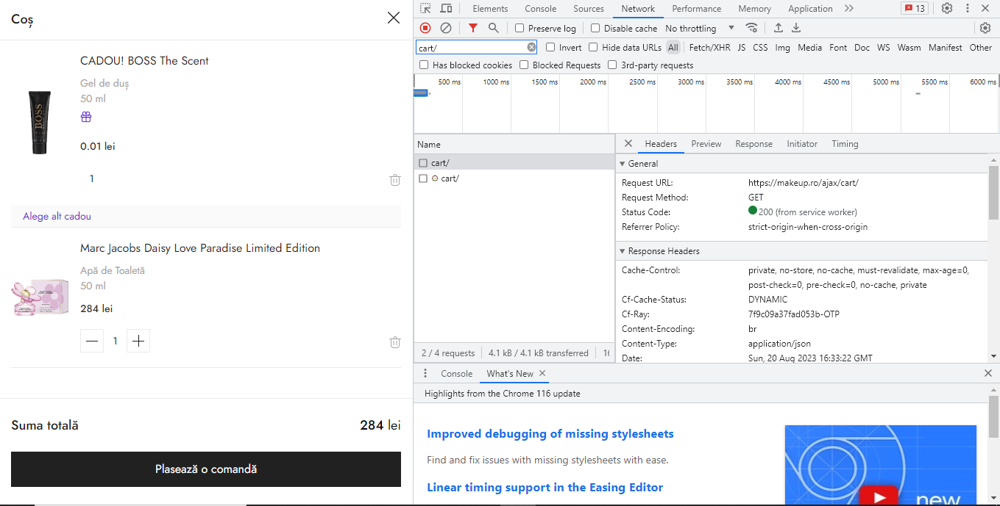 Coș
CADOU! BOSS The Scent
Gel de duș
50 ml
BOSS
0.01 lei
1
Alege alt cadou
Marc Jacobs Daisy Love Paradise Limited Edition
Apă de Toaletă
50 ml
284 lei
1
Suma totală 284 lei
Plasează o comandă
Elements Console Sources Network Performance Memory Application 13
Preserve log Disable cache No throttling
cart/ Invert Hide data URLs All Fetch/XHR JS CSS Img Media Font Doc WS Wasm Manifest Other
Has blocked cookies Blocked Requests 3rd-party requests
500 ms 1000 ms 1500 ms 2000 ms 2500 ms 3000 ms 3500 ms 4000 ms 4500 ms 5000 ms 5500 ms 6000 ms
Name
cart/
cart/
2 / 4 requests 4.1 kB / 4.1 kB transferred 16
Headers Preview Response Initiator Timing
General
Request URL: https://makeup.ro/ajax/cart/
Request Method: GET
Status Code: 200 (from service worker)
Referrer Policy: strict-origin-when-cross-origin
Response Headers
Cache-Control: private, no-store, no-cache, must-revalidate, max-age=0,
post-check=0, pre-check=0, no-cache, private
Cf-Cache-Status: DYNAMIC
Cf-Ray: 7f9c09a37fad053b-OTP
Content-Encoding: br
Content-Type: application/json
Date: Sun, 20 Aug 2023 16:33:22 GMT
Console What's New
Highlights from the Chrome 116 update
Improved debugging of missing stylesheets
Find and fix issues with missing stylesheets with ease.
Linear timing support in the Easing Editor
new